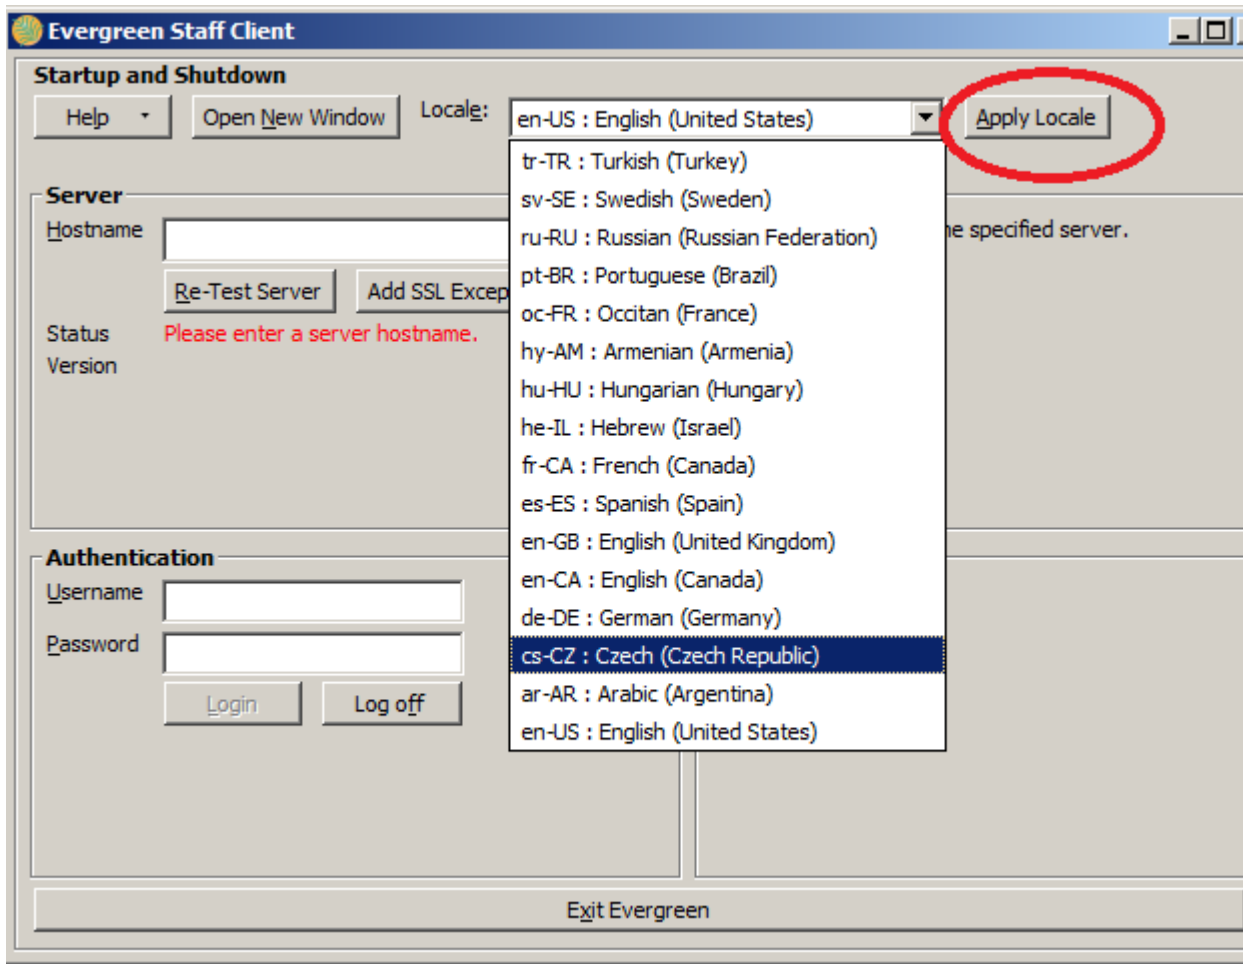 Evergreen Staff Client
Startup and Shutdown
Help Open New Window Locale: en-US : English (United States) Apply Locale
tr-TR : Turkish (Turkey)
sv-SE : Swedish (Sweden)
ru-RU : Russian (Russian Federation)
pt-BR : Portuguese (Brazil)
oc-FR : Occitan (France)
hy-AM : Armenian (Armenia)
hu-HU : Hungarian (Hungary)
he-IL : Hebrew (Israel)
fr-CA : French (Canada)
es-ES : Spanish (Spain)
en-GB : English (United Kingdom)
en-CA : English (Canada)
de-DE : German (Germany)
cs-CZ : Czech (Czech Republic)
ar-AR : Arabic (Argentina)
en-US : English (United States)
Server
Hostname
specified server.
Re-Test Server Add SSL
Status Please enter a server hostname.
Version
Authentication
Username
Password
Login Log off
Exit Evergreen